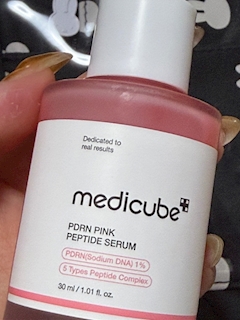 Dedicated to
real results
medicube
PDRN PINK
PEPTIDE SERUM
PDRN(Sodium DNA) 1%
5 Types Peptide Complex
30 ml / 1.01 fl. oz.